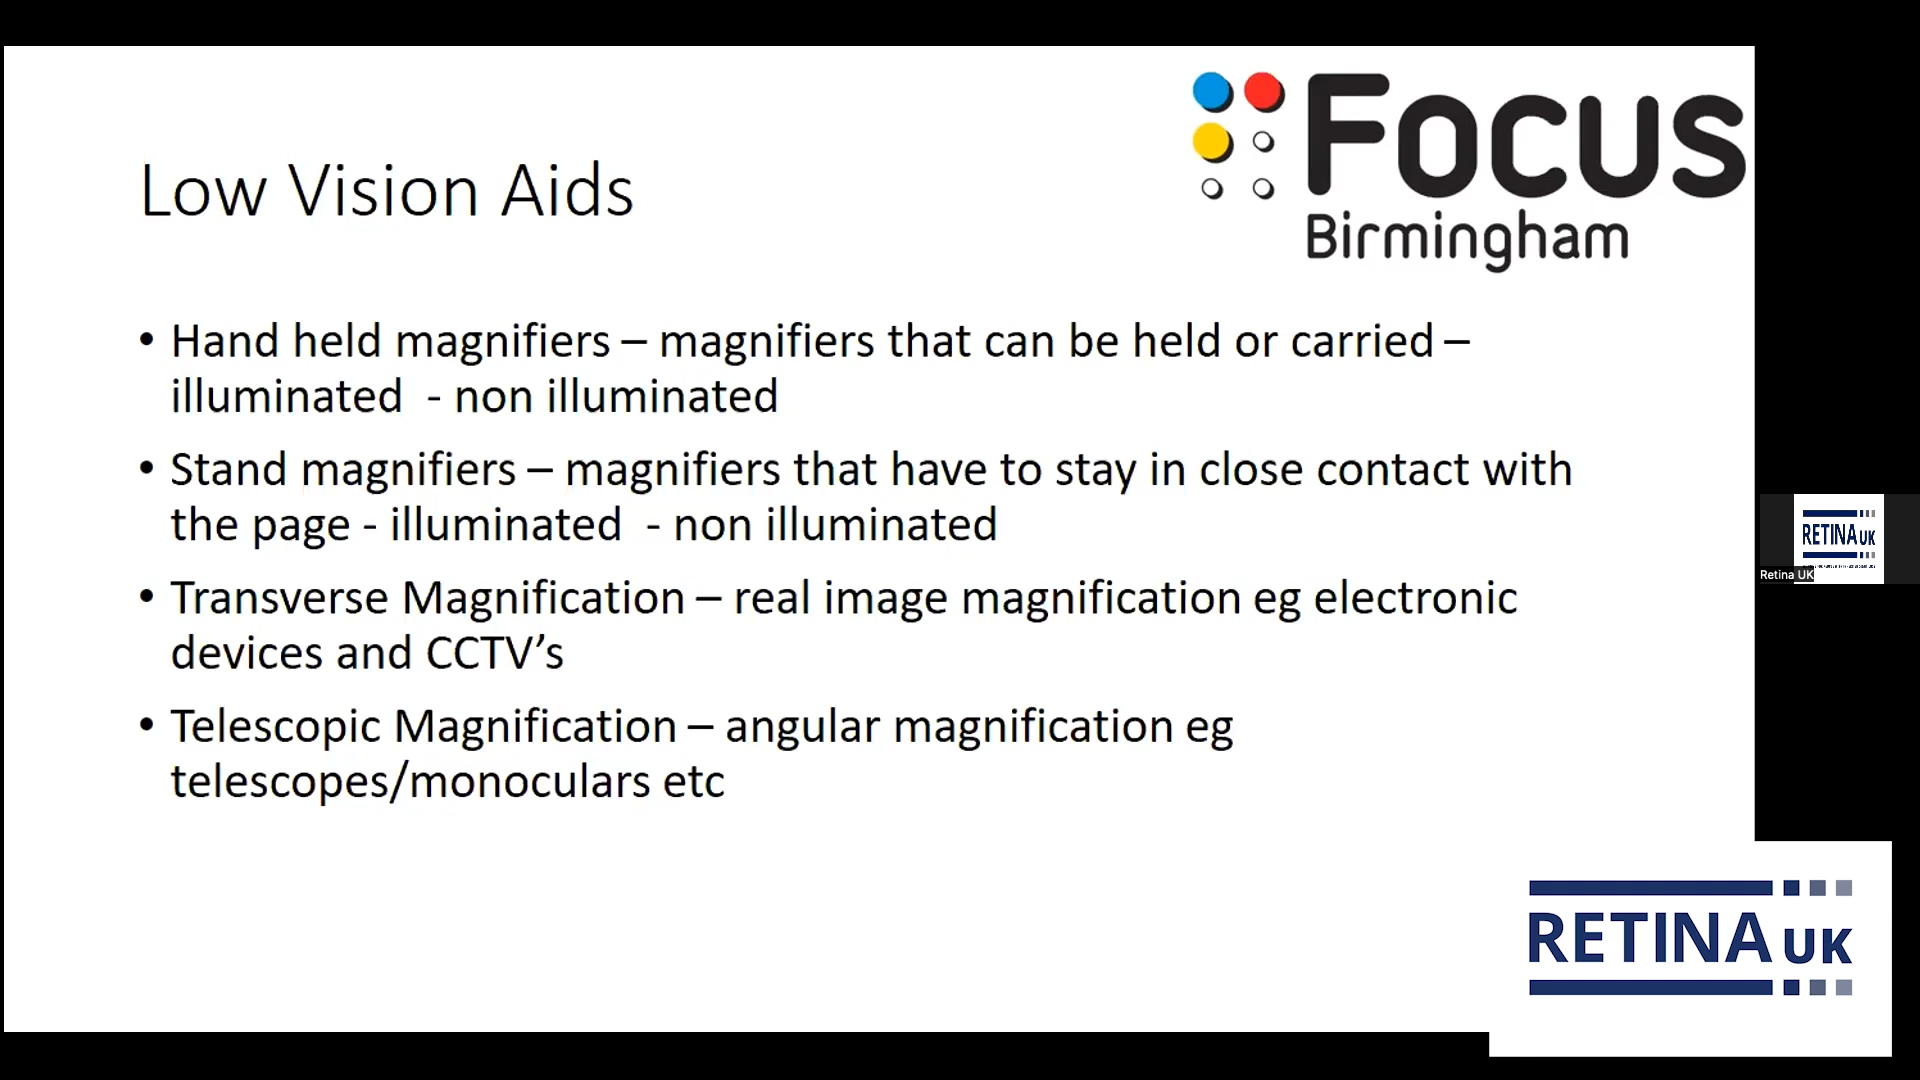 Focus
Birmingham
Low Vision Aids
• Hand held magnifiers – magnifiers that can be held or carried –
illuminated  - non illuminated
• Stand magnifiers – magnifiers that have to stay in close contact with
the page - illuminated  - non illuminated
• Transverse Magnification – real image magnification eg electronic
devices and CCTV’s
• Telescopic Magnification – angular magnification eg
telescopes/monoculars etc
RETINA UK
Retina UK
RETINA UK